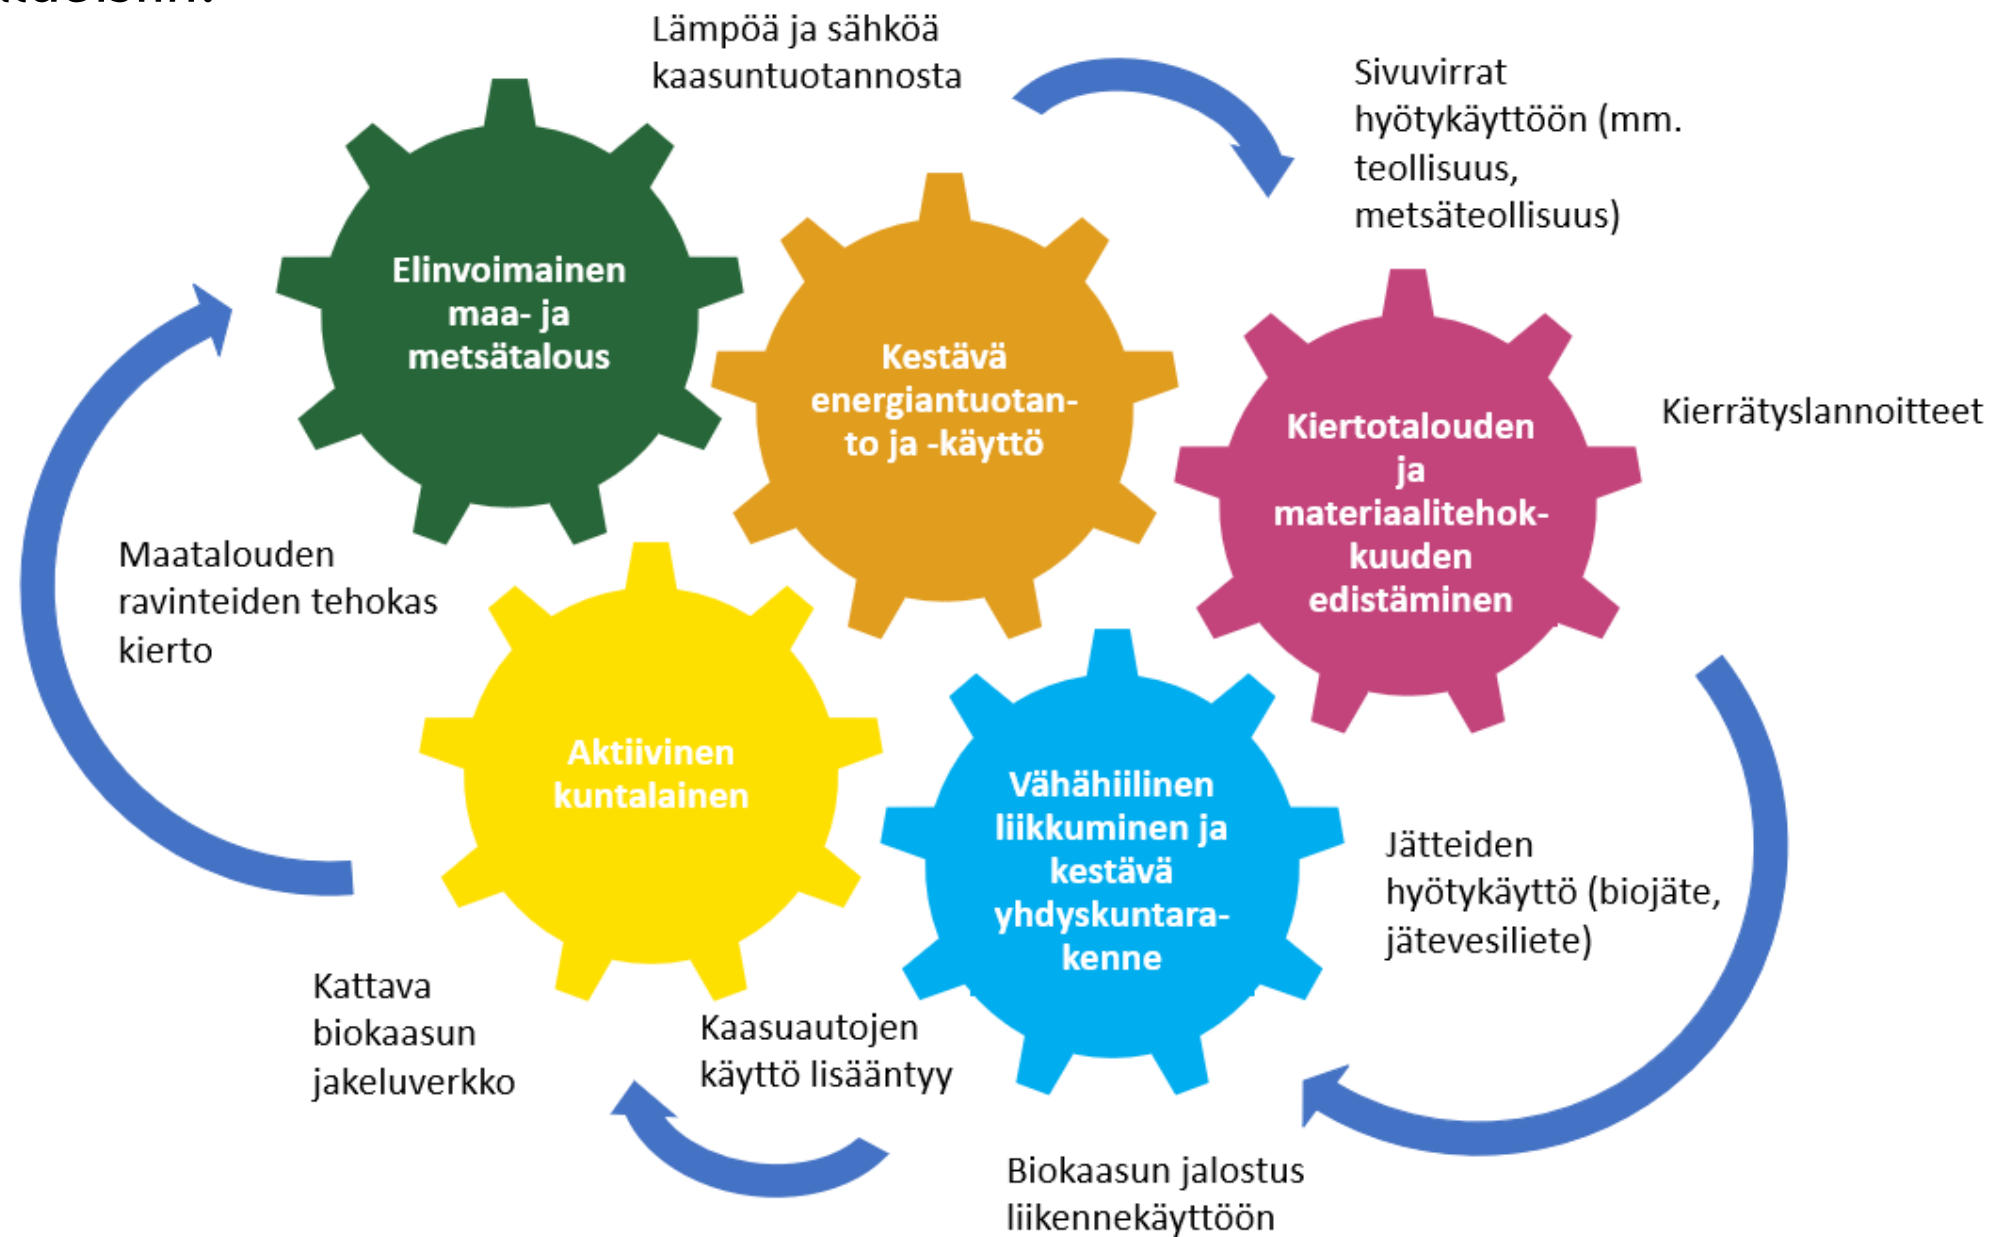 Lämpöä ja sähköä
kaasuntuotannosta
Sivuvirrat
hyötykäyttöön (mm.
teollisuus,
metsäteollisuus)
Elinvoimainen
maa- ja
metsätalous
Kestävä
energiantuotan-
to ja -käyttö
Kiertotalouden
ja
materiaalitehok-
kuuden
edistäminen
Kierrätyslannoitteet
Maatalouden
ravinteiden tehokas
kierto
Aktiivinen
kuntalainen
Vähähiilinen
liikkuminen ja
kestävä
yhdyskuntara-
kenne
Jätteiden
hyötykäyttö (biojäte,
jätevesiliete)
Kattava
biokaasun
jakeluverkko
Kaasuautojen
käyttö lisääntyy
Biokaasun jalostus
liikennekäyttöön